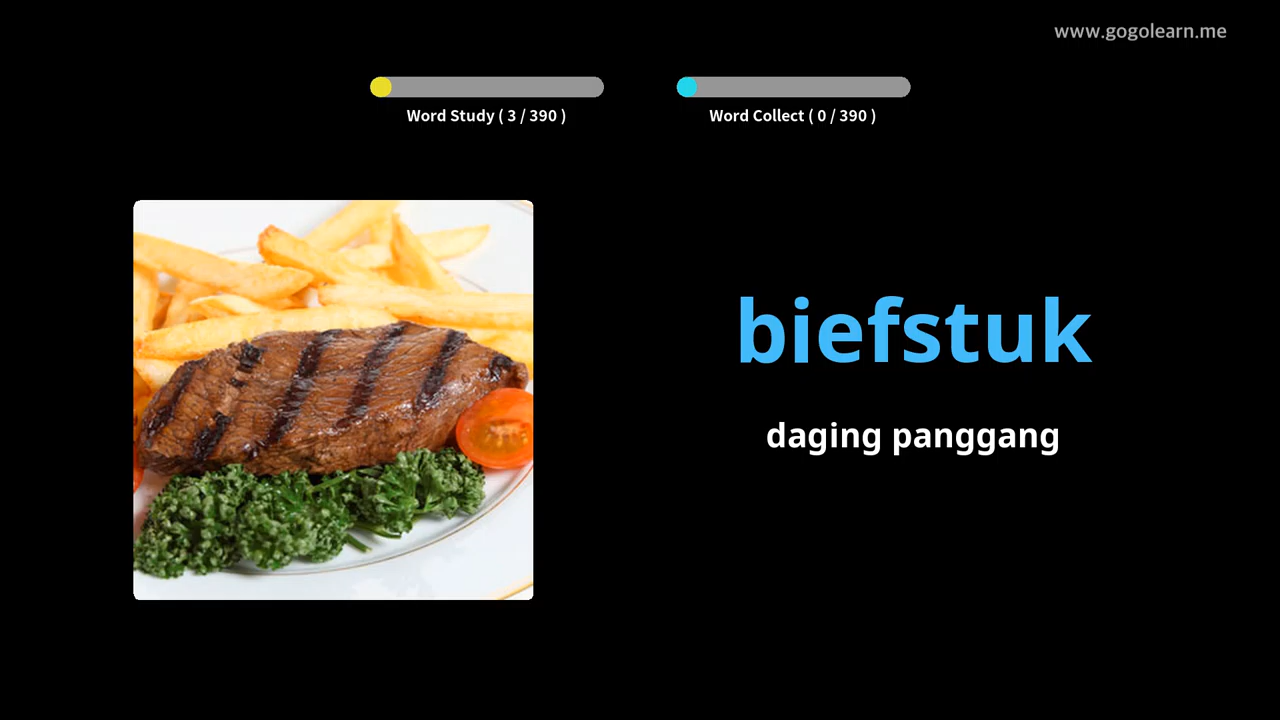 www.gogolearn.me
Word Study ( 3 / 390 )
Word Collect ( 0 / 390 )
biefstuk
daging panggang